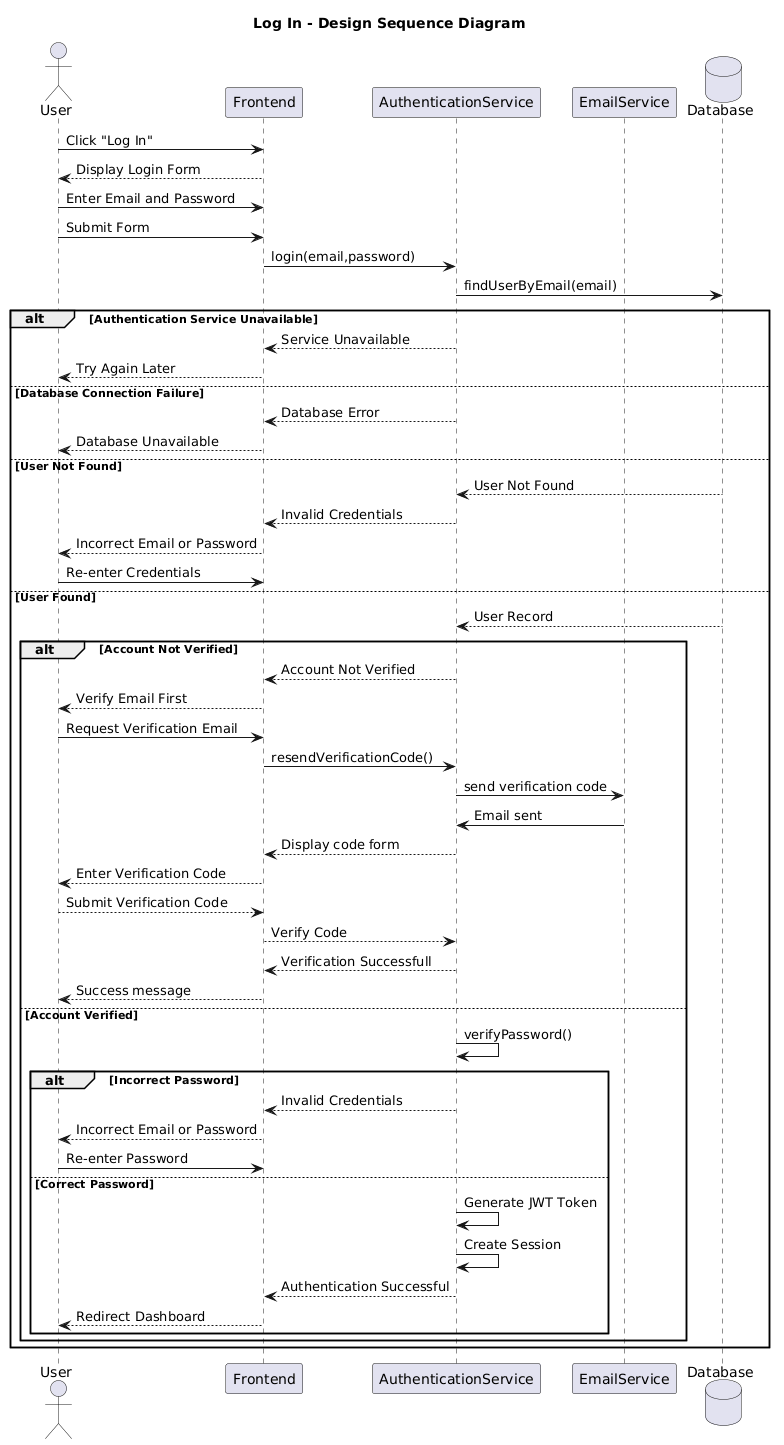 Log In - Design Sequence Diagram
User
Frontend
AuthenticationService
EmailService
Database
Click "Log In"
Display Login Form
Enter Email and Password
Submit Form
login(email,password)
findUserByEmail(email)
alt [Authentication Service Unavailable]
Service Unavailable
Try Again Later
[Database Connection Failure]
Database Error
Database Unavailable
[User Not Found]
User Not Found
Invalid Credentials
Incorrect Email or Password
Re-enter Credentials
[User Found]
User Record
alt [Account Not Verified]
Account Not Verified
Verify Email First
Request Verification Email
resendVerificationCode()
send verification code
Email sent
Display code form
Enter Verification Code
Submit Verification Code
Verify Code
Verification Successfull
Success message
[Account Verified]
verifyPassword()
alt [Incorrect Password]
Invalid Credentials
Incorrect Email or Password
Re-enter Password
[Correct Password]
Generate JWT Token
Create Session
Authentication Successful
Redirect Dashboard
User
Frontend
AuthenticationService
EmailService
Database